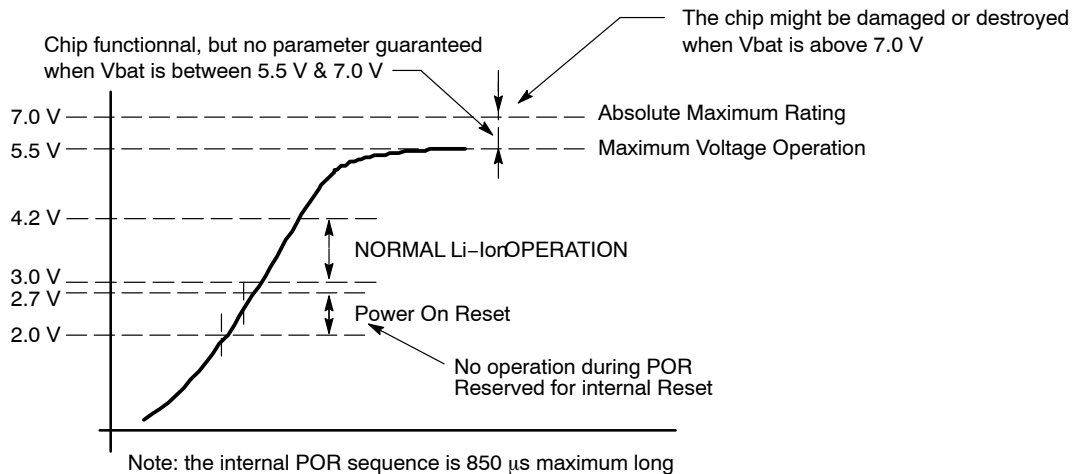 The chip might be damaged or destroyed
when Vbat is above 7.0 V
Chip functionnal, but no parameter guaranteed
when Vbat is between 5.5 V & 7.0 V
7.0 V
Absolute Maximum Rating
5.5 V
Maximum Voltage Operation
4.2 V
NORMAL Li−IonOPERATION
3.0 V
2.7 V
Power On Reset
2.0 V
No operation during POR
Reserved for internal Reset
Note: the internal POR sequence is 850 μs maximum long